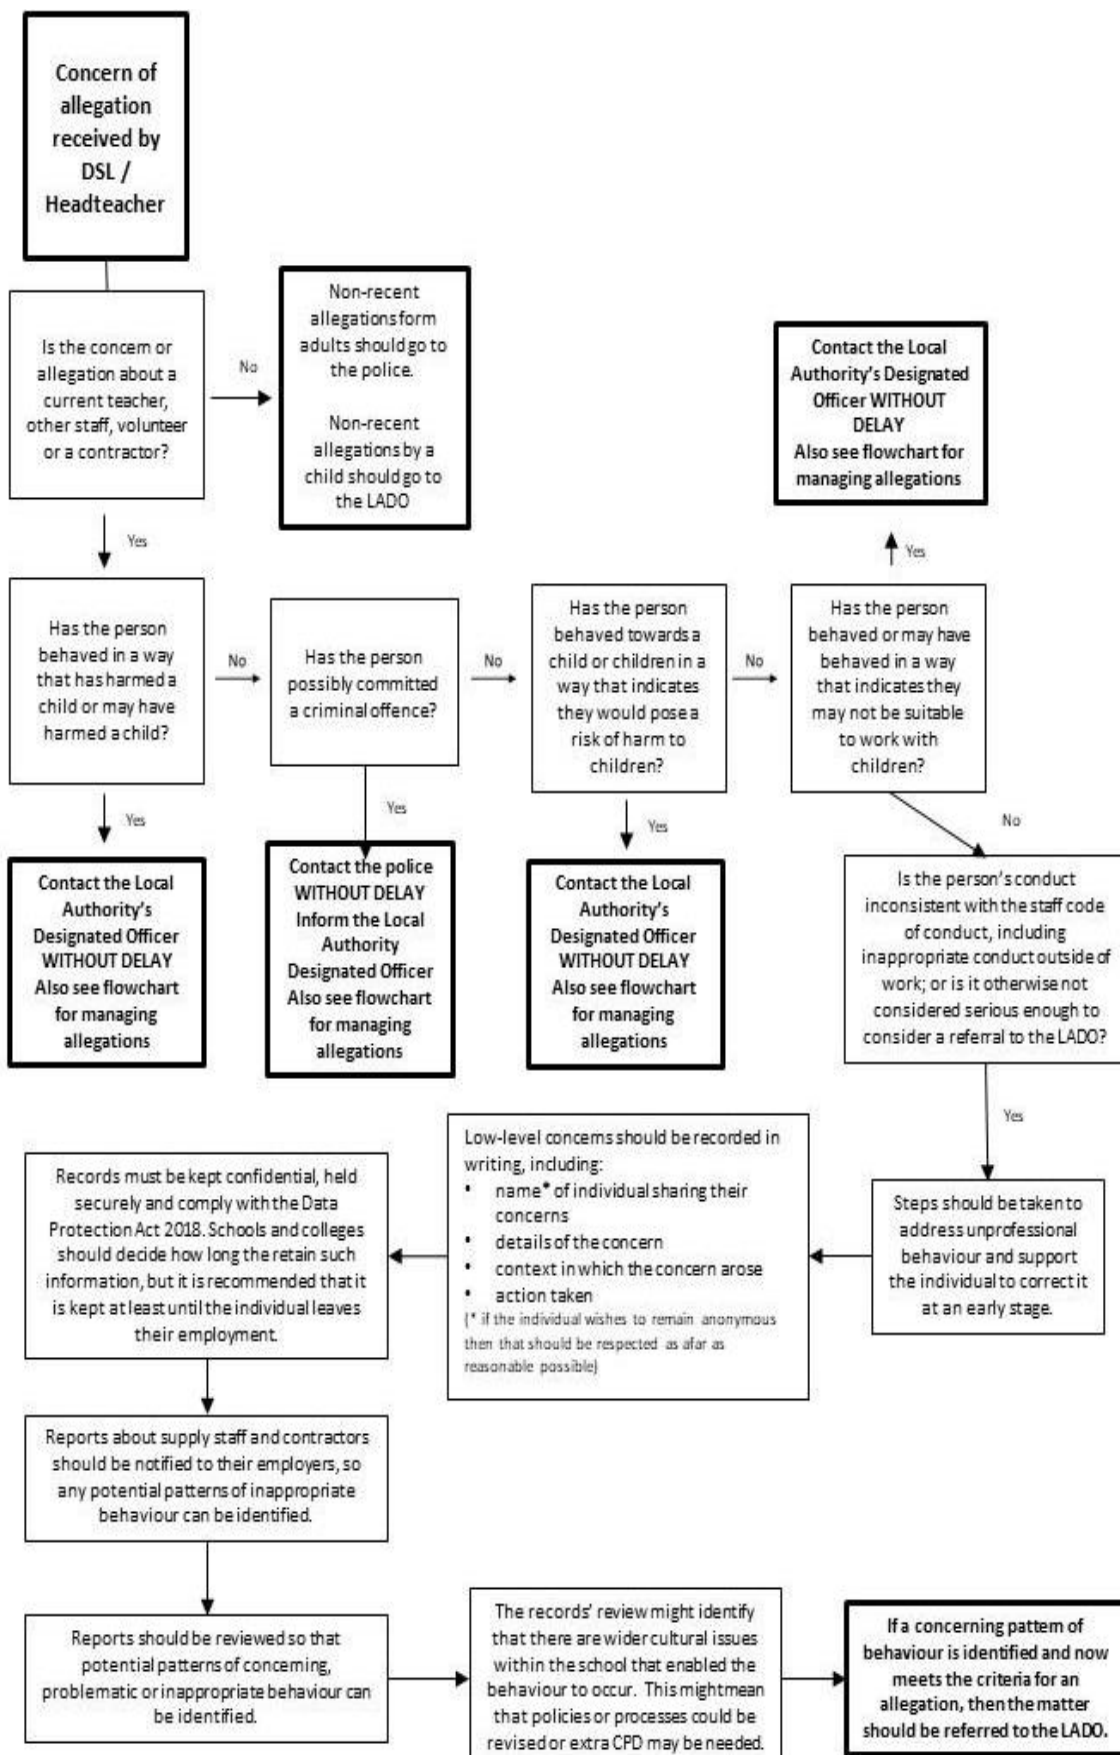 Concern of
allegation
received by
DSL /
Headteacher
Is the concern or
allegation about a
current teacher,
other staff, volunteer
or a contractor?
No
Non-recent
allegations form
adults should go to
the police.
Non-recent
allegations by a
child should go to
the LADO
Yes
Has the person
behaved in a way
that has harmed a
child or may have
harmed a child?
No
Has the person
possibly committed
a criminal offence?
No
Has the person
behaved towards a
child or children in a
way that indicates
they would pose a
risk of harm to
children?
No
Has the person
behaved or may have
behaved in a way
that indicates they
may not be suitable
to work with
children?
Yes
Contact the Local
Authority's Designated
Officer WITHOUT
DELAY
Also see flowchart for
managing allegations
Yes
Contact the Local
Authority's
Designated Officer
WITHOUT DELAY
Also see flowchart
for managing
allegations
Yes
Contact the police
WITHOUT DELAY
Inform the Local
Authority
Designated Officer
Also see flowchart
for managing
allegations
Yes
Contact the Local
Authority's
Designated Officer
WITHOUT DELAY
Also see flowchart
for managing
allegations
No
Is the person's conduct
inconsistent with the staff code
of conduct, including
inappropriate conduct outside of
work; or is it otherwise not
considered serious enough to
consider a referral to the LADO?
Yes
Steps should be taken to
address unprofessional
behaviour and support
the individual to correct it
at an early stage.
Low-level concerns should be recorded in
writing, including:
• name* of individual sharing their
concerns
• details of the concern
• context in which the concern arose
• action taken
(* if the individual wishes to remain anonymous
then that should be respected as afar as
reasonable possible)
Records must be kept confidential, held
securely and comply with the Data
Protection Act 2018. Schools and colleges
should decide how long the retain such
information, but it is recommended that it
is kept at least until the individual leaves
their employment.
Reports about supply staff and contractors
should be notified to their employers, so
any potential patterns of inappropriate
behaviour can be identified.
Reports should be reviewed so that
potential patterns of concerning,
problematic or inappropriate behaviour can
be identified.
The records' review might identify
that there are wider cultural issues
within the school that enabled the
behaviour to occur. This mightmean
that policies or processes could be
revised or extra CPD may be needed.
If a concerning pattern of
behaviour is identified and now
meets the criteria for an
allegation, then the matter
should be referred to the LADO.